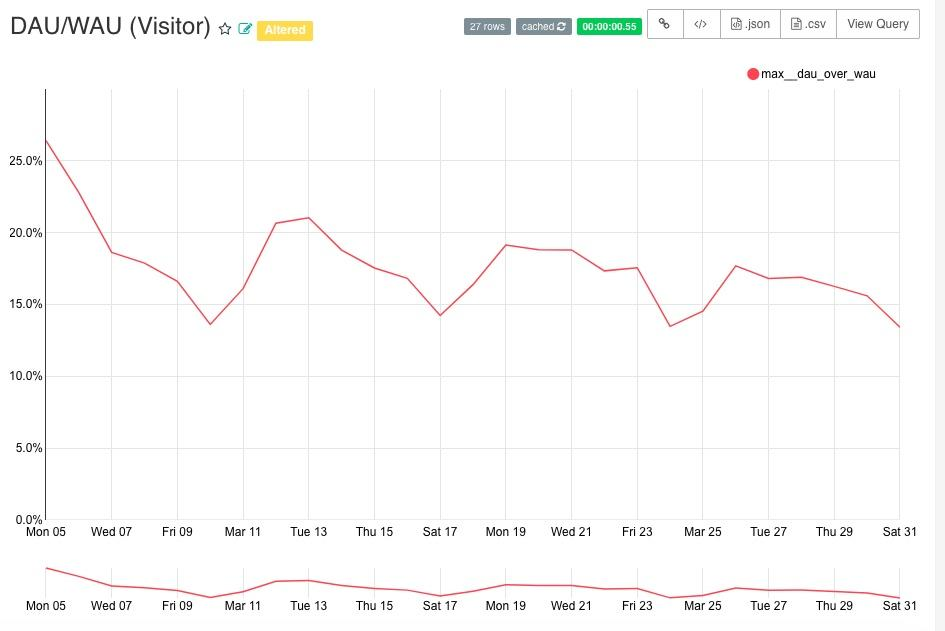 DAU/WAU (Visitor) Altered 27 rows cached 00:00:00.55 </> .json .csv View Query
max__dau_over_wau
25.0%
20.0%
15.0%
10.0%
5.0%
0.0%
Mon 05 Wed 07 Fri 09 Mar 11 Tue 13 Thu 15 Sat 17 Mon 19 Wed 21 Fri 23 Mar 25 Tue 27 Thu 29 Sat 31
Mon 05 Wed 07 Fri 09 Mar 11 Tue 13 Thu 15 Sat 17 Mon 19 Wed 21 Fri 23 Mar 25 Tue 27 Thu 29 Sat 31